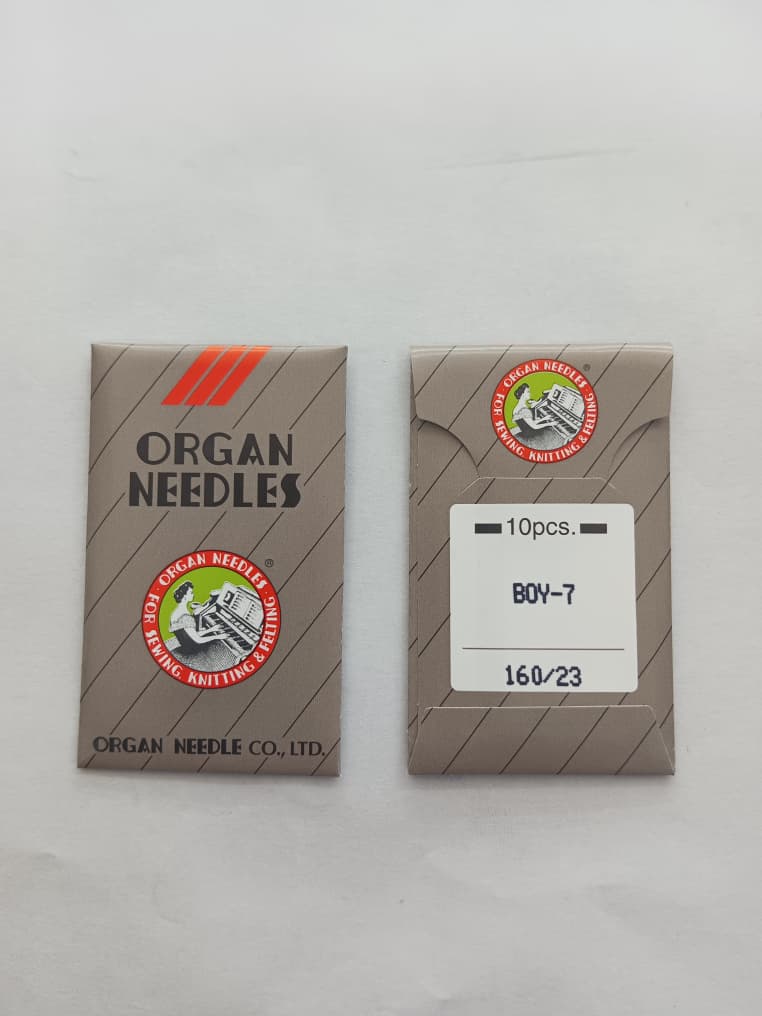 ORGAN
NEEDLES
ORGAN NEEDLES ®
FOR SEWING, KNITTING & FELTING
ORGAN NEEDLE CO., LTD.
ORGAN NEEDLES ®
FOR SEWING, KNITTING & FELTING
10pcs.
BOY-7
160/23